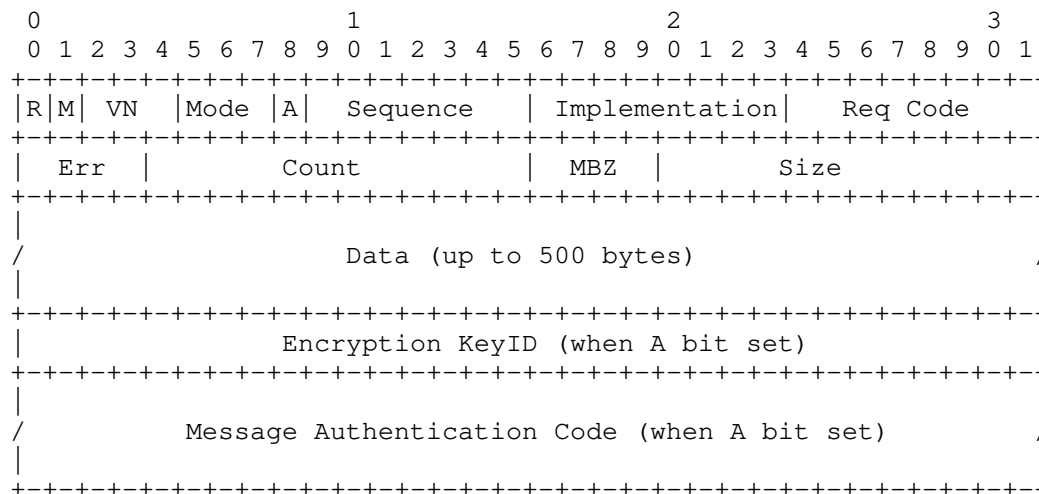 0                   1                   2                   3
 0 1 2 3 4 5 6 7 8 9 0 1 2 3 4 5 6 7 8 9 0 1 2 3 4 5 6 7 8 9 0 1
+-+-+-+-+-+-+-+-+-+-+-+-+-+-+-+-+-+-+-+-+-+-+-+-+-+-+-+-+-+-+-+-
|R|M| VN  |Mode |A|  Sequence   | Implementation|   Req Code
+-+-+-+-+-+-+-+-+-+-+-+-+-+-+-+-+-+-+-+-+-+-+-+-+-+-+-+-+-+-+-+-
|  Err  |        Count          |  MBZ  |       Size
+-+-+-+-+-+-+-+-+-+-+-+-+-+-+-+-+-+-+-+-+-+-+-+-+-+-+-+-+-+-+-+-
|
/                    Data (up to 500 bytes)                     /
|
+-+-+-+-+-+-+-+-+-+-+-+-+-+-+-+-+-+-+-+-+-+-+-+-+-+-+-+-+-+-+-+-
|                Encryption KeyID (when A bit set)
+-+-+-+-+-+-+-+-+-+-+-+-+-+-+-+-+-+-+-+-+-+-+-+-+-+-+-+-+-+-+-+-
|
/          Message Authentication Code (when A bit set)         /
|
+-+-+-+-+-+-+-+-+-+-+-+-+-+-+-+-+-+-+-+-+-+-+-+-+-+-+-+-+-+-+-+-